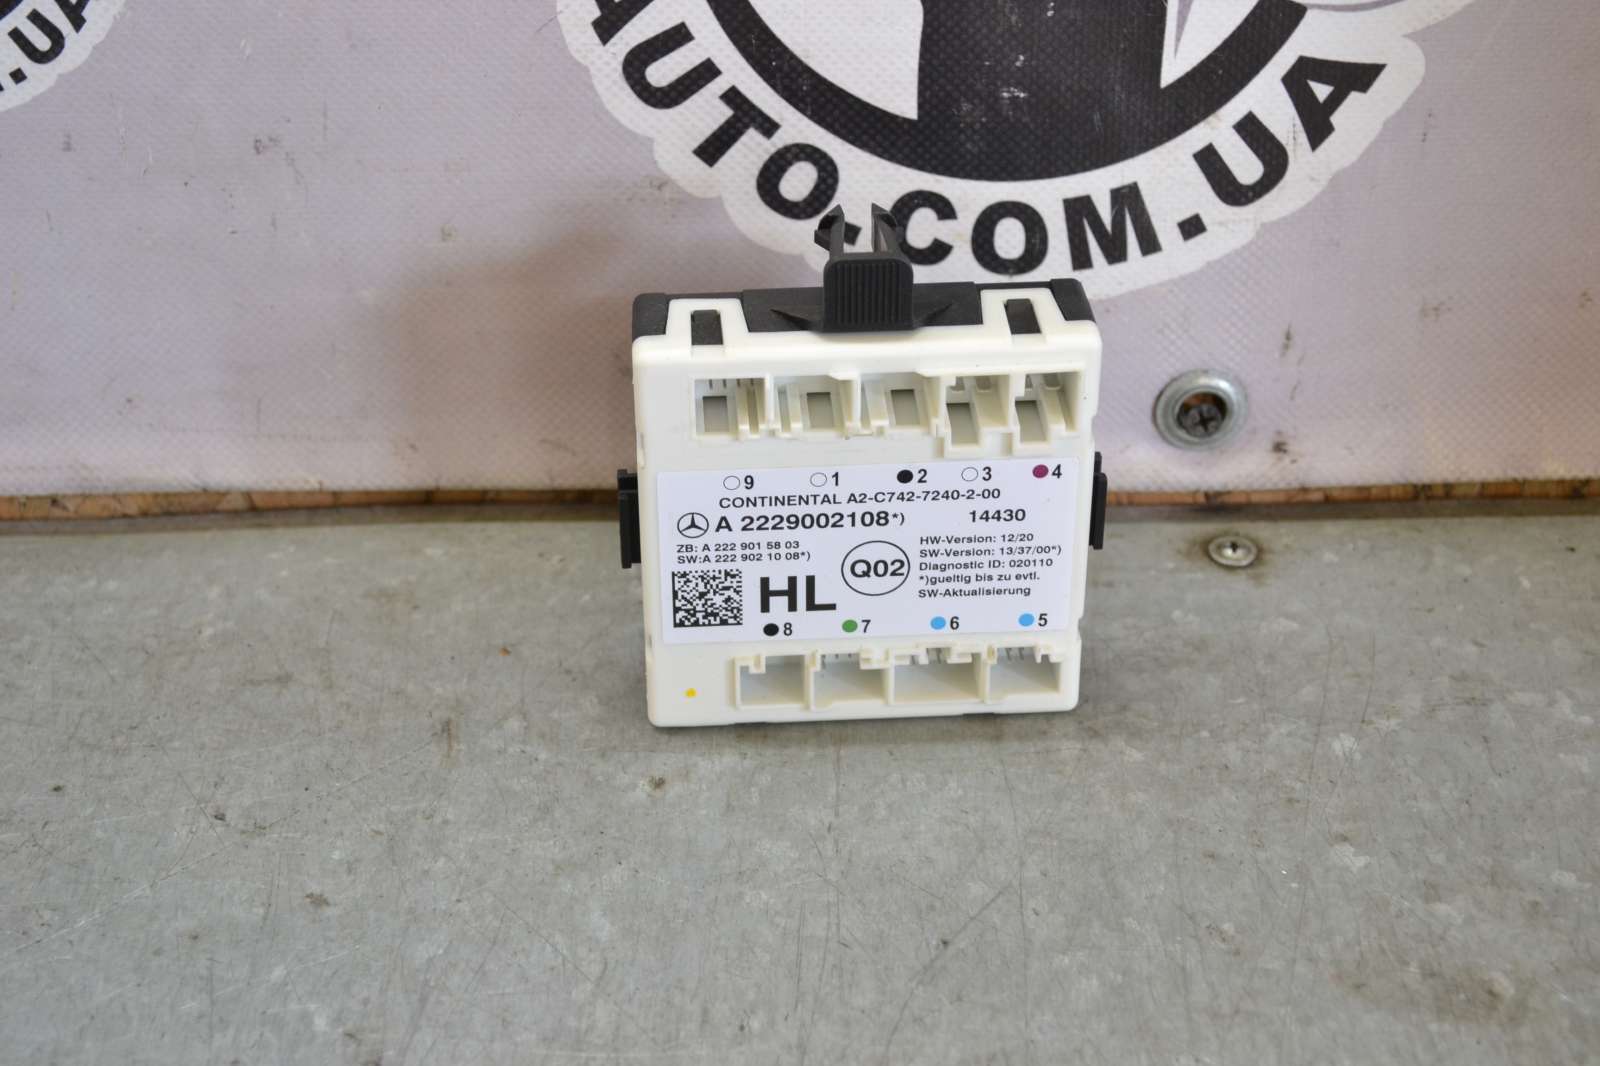 AUTO-COM.UA
.UA
9 1 2 3 4
CONTINENTAL A2-C742-7240-2-00
A 2229002108*) 14430
ZB: A 222 901 58 03
SW:A 222 902 10 08*)
HL
Q02
HW-Version: 12/20
SW-Version: 13/37/00*)
Diagnostic ID: 020110
*)gueltig bis zu evtl.
SW-Aktualisierung
8 7 6 5